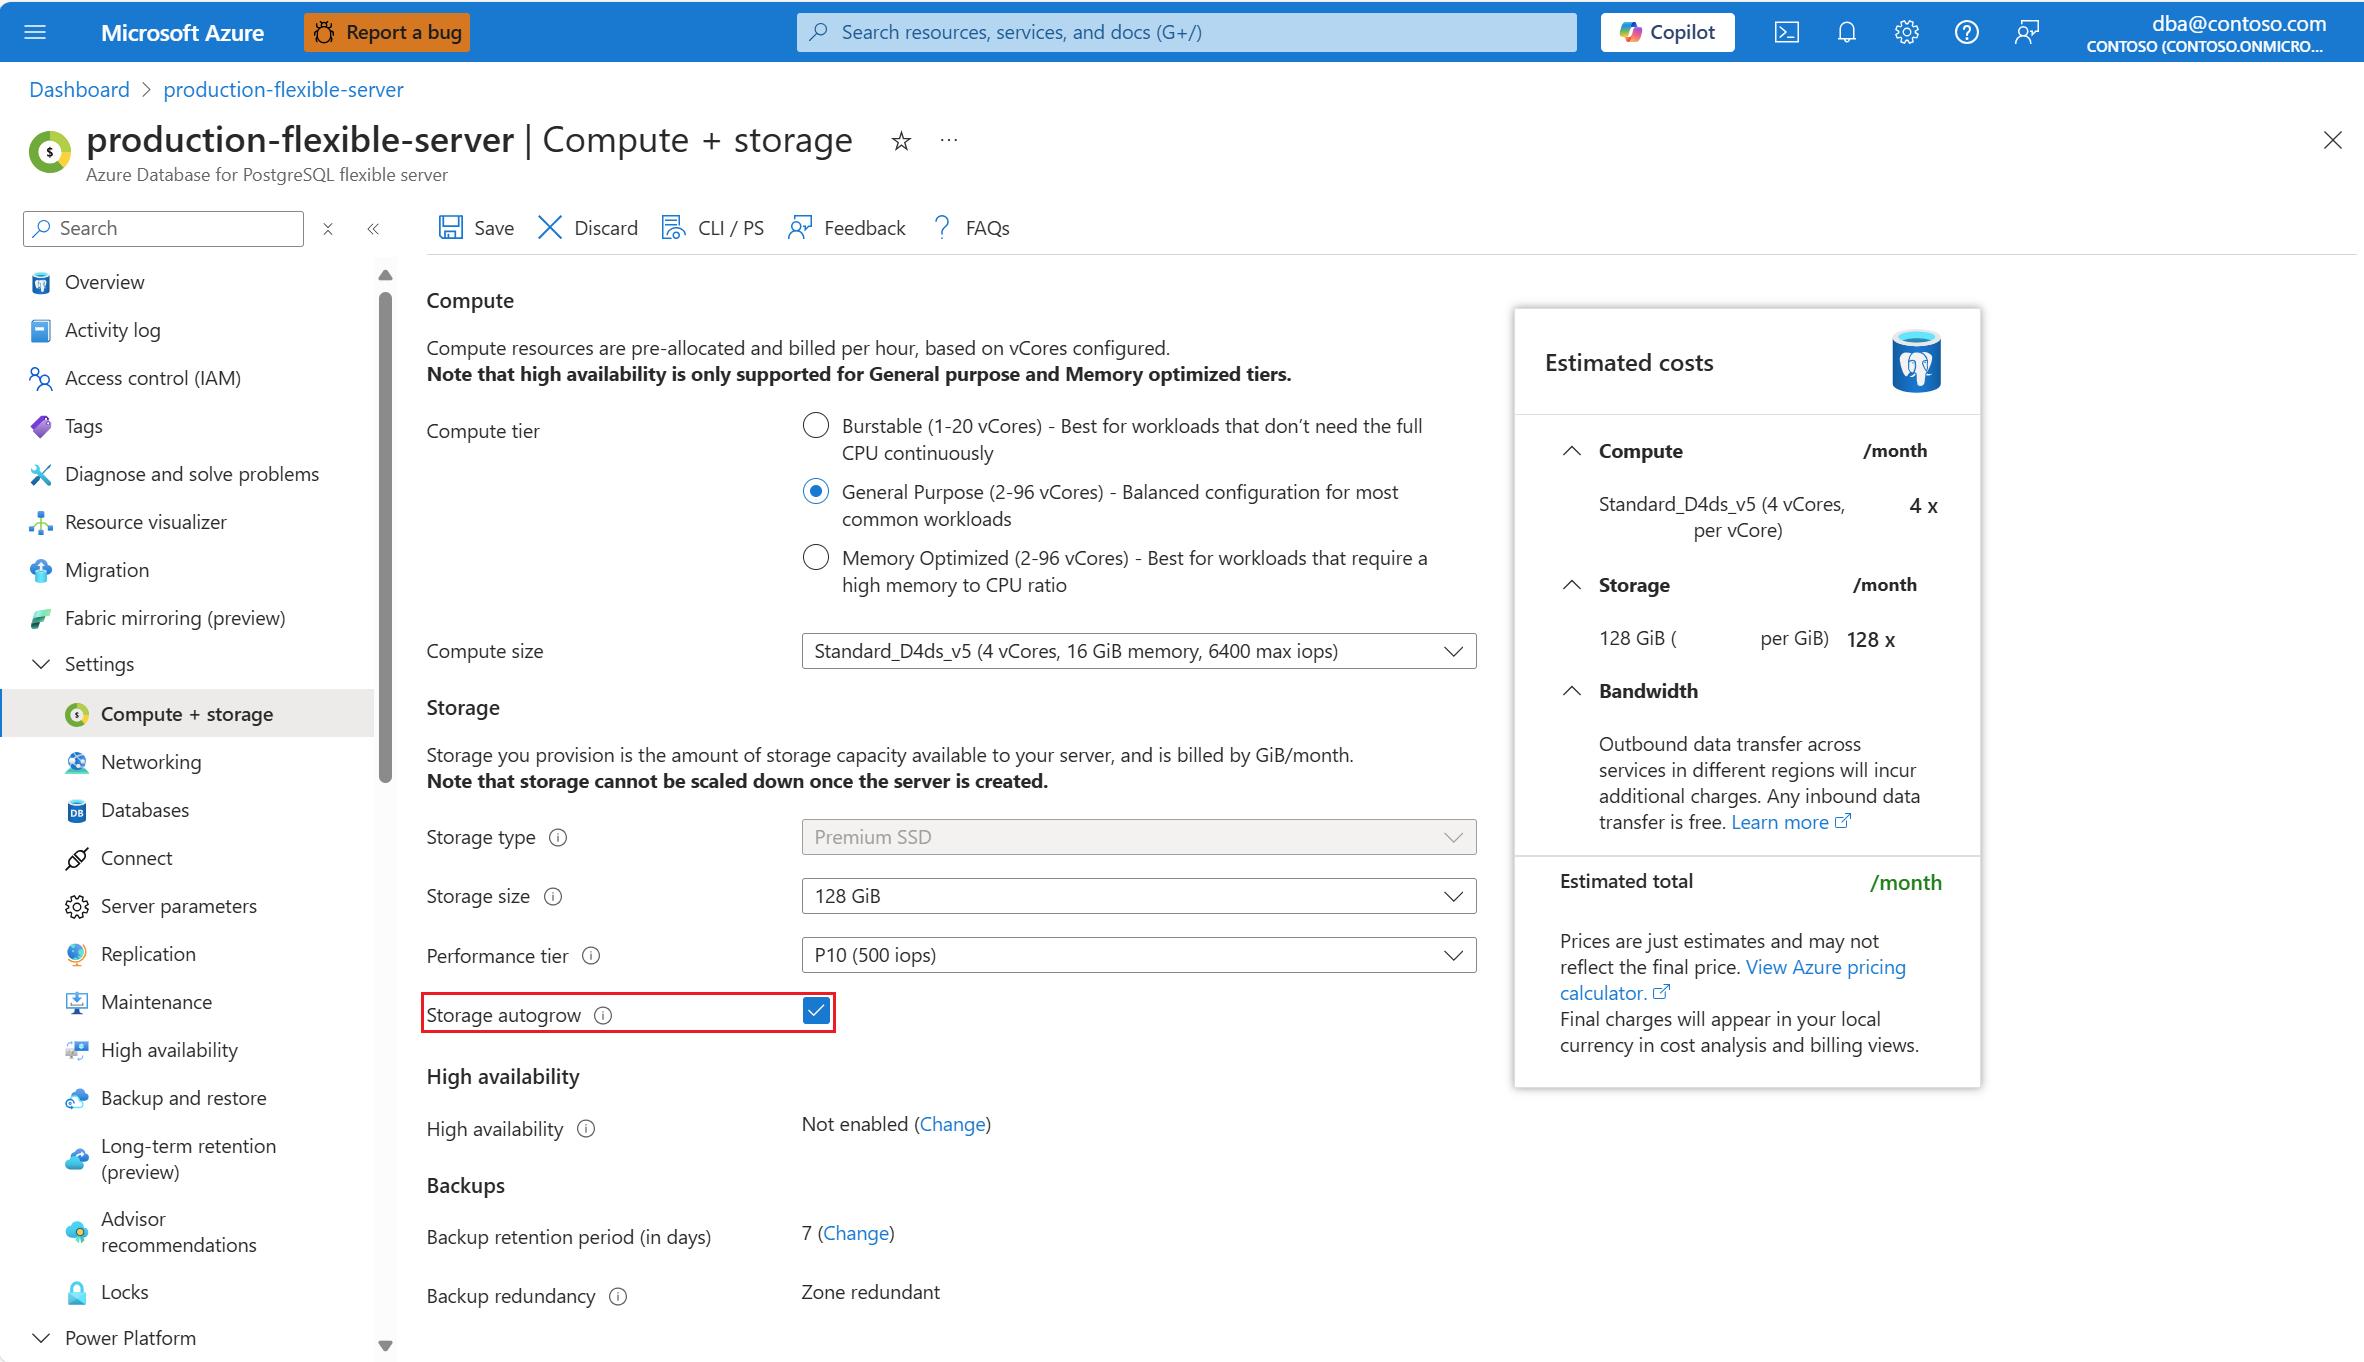 Microsoft Azure
Report a bug
Search resources, services, and docs (G+/)
Copilot
dba@contoso.com
CONTOSO (CONTOSO.ONMICRO...
Dashboard > production-flexible-server
production-flexible-server | Compute + storage
Azure Database for PostgreSQL flexible server
Search
Overview
Activity log
Access control (IAM)
Tags
Diagnose and solve problems
Resource visualizer
Migration
Fabric mirroring (preview)
Settings
Compute + storage
Networking
Databases
Connect
Server parameters
Replication
Maintenance
High availability
Backup and restore
Long-term retention
(preview)
Advisor
recommendations
Locks
Power Platform
Save
Discard
CLI / PS
Feedback
FAQs
Compute
Compute resources are pre-allocated and billed per hour, based on vCores configured.
Note that high availability is only supported for General purpose and Memory optimized tiers.
Compute tier
Burstable (1-20 vCores) - Best for workloads that don’t need the full
CPU continuously
General Purpose (2-96 vCores) - Balanced configuration for most
common workloads
Memory Optimized (2-96 vCores) - Best for workloads that require a
high memory to CPU ratio
Compute size
Standard_D4ds_v5 (4 vCores, 16 GiB memory, 6400 max iops)
Storage
Storage you provision is the amount of storage capacity available to your server, and is billed by GiB/month.
Note that storage cannot be scaled down once the server is created.
Storage type
Premium SSD
Storage size
128 GiB
Performance tier
P10 (500 iops)
Storage autogrow
High availability
High availability
Not enabled (Change)
Backups
Backup retention period (in days)
7 (Change)
Backup redundancy
Zone redundant
Estimated costs
Compute /month
Standard_D4ds_v5 (4 vCores, 4 x
per vCore)
Storage /month
128 GiB ( per GiB) 128 x
Bandwidth
Outbound data transfer across
services in different regions will incur
additional charges. Any inbound data
transfer is free. Learn more
Estimated total /month
Prices are just estimates and may not
reflect the final price. View Azure pricing
calculator.
Final charges will appear in your local
currency in cost analysis and billing views.